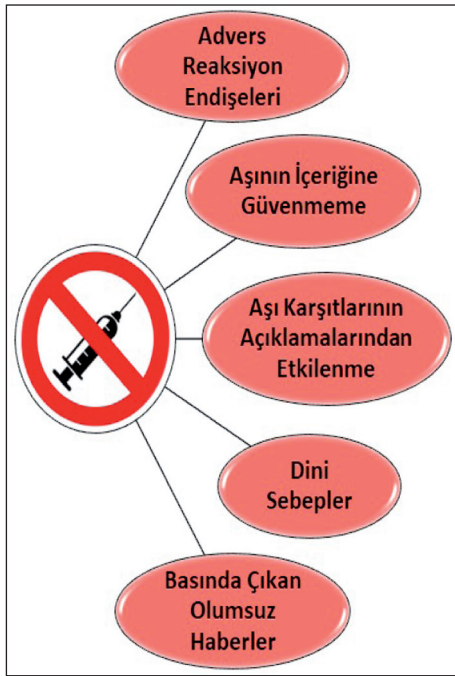 Advers
Reaksiyon
Endişeleri
Aşının İçeriğine
Güvenmeme
Aşı Karşıtlarının
Açıklamalarından
Etkilenme
Dini
Sebepler
Basında Çıkan
Olumsuz
Haberler